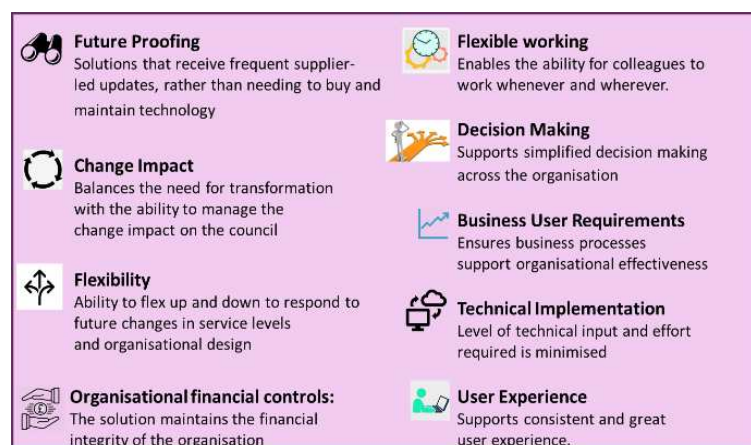 Future Proofing
Solutions that receive frequent supplier-
led updates, rather than needing to buy and
maintain technology
Change Impact
Balances the need for transformation
with the ability to manage the
change impact on the council
Flexibility
Ability to flex up and down to respond to
future changes in service levels
and organisational design
Organisational financial controls:
The solution maintains the financial
integrity of the organisation
Flexible working
Enables the ability for colleagues to
work whenever and wherever.
Decision Making
Supports simplified decision making
across the organisation
Business User Requirements
Ensures business processes
support organisational effectiveness
Technical Implementation
Level of technical input and effort
required is minimised
User Experience
Supports consistent and great
user experience.